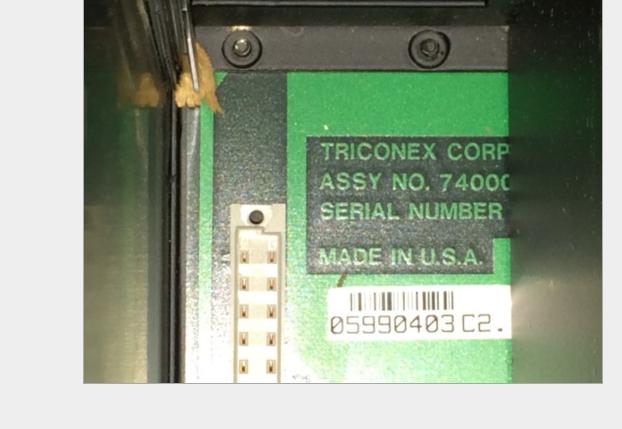 TRICONEX CORP
ASSY NO. 74000
SERIAL NUMBER
MADE IN U.S.A.
05990403 C2.